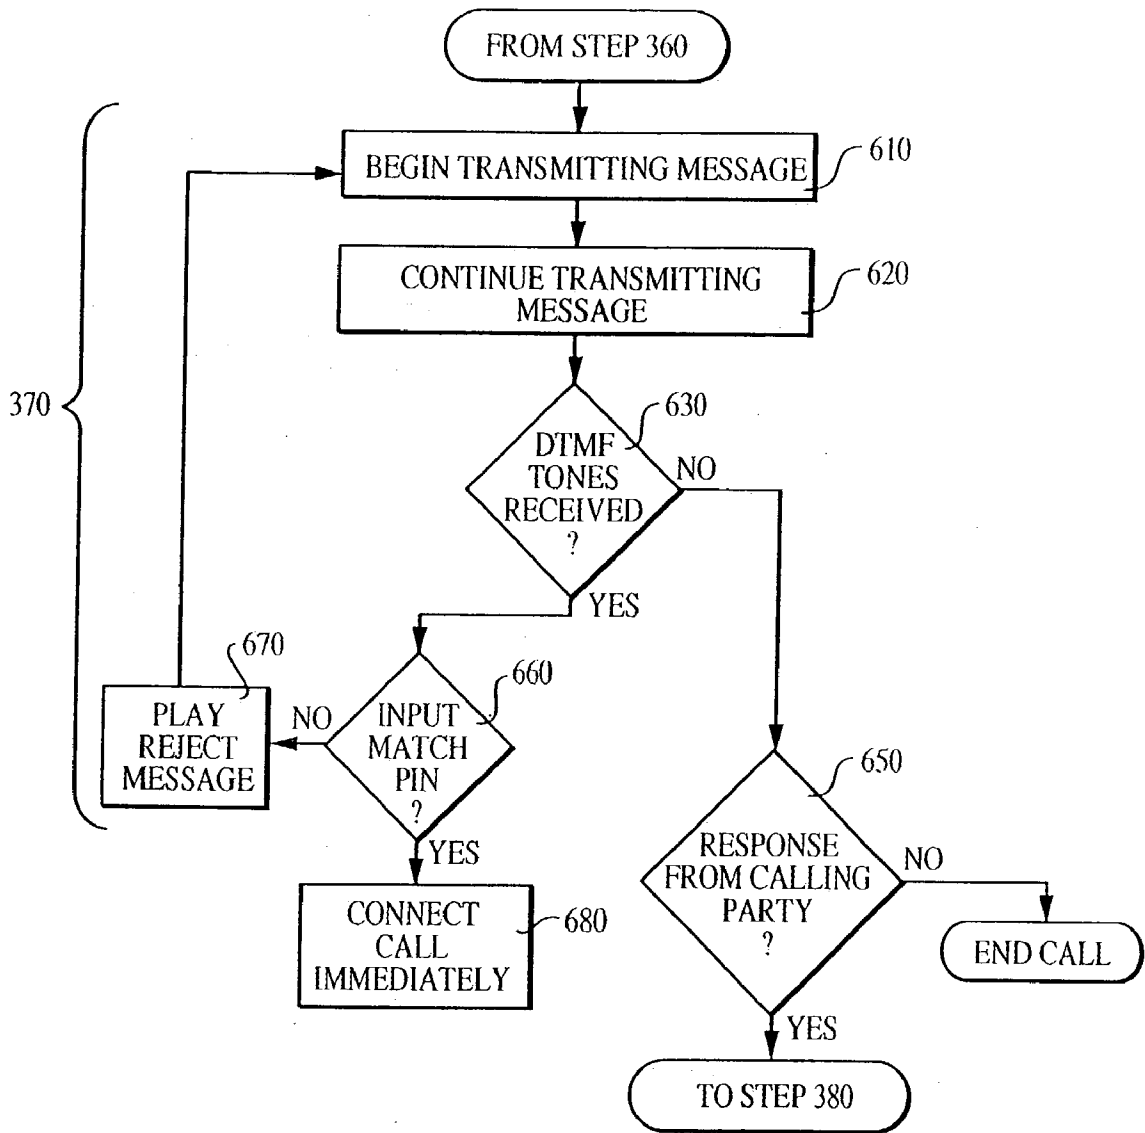 FROM STEP 360
BEGIN TRANSMITTING MESSAGE
610
CONTINUE TRANSMITTING
MESSAGE
620
370
630
DTMF
TONES
RECEIVED
?
NO
YES
670
PLAY
REJECT
MESSAGE
NO
660
INPUT
MATCH
PIN
?
YES
650
RESPONSE
FROM CALLING
PARTY
?
NO
CONNECT
CALL
IMMEDIATELY
680
END CALL
YES
TO STEP 380